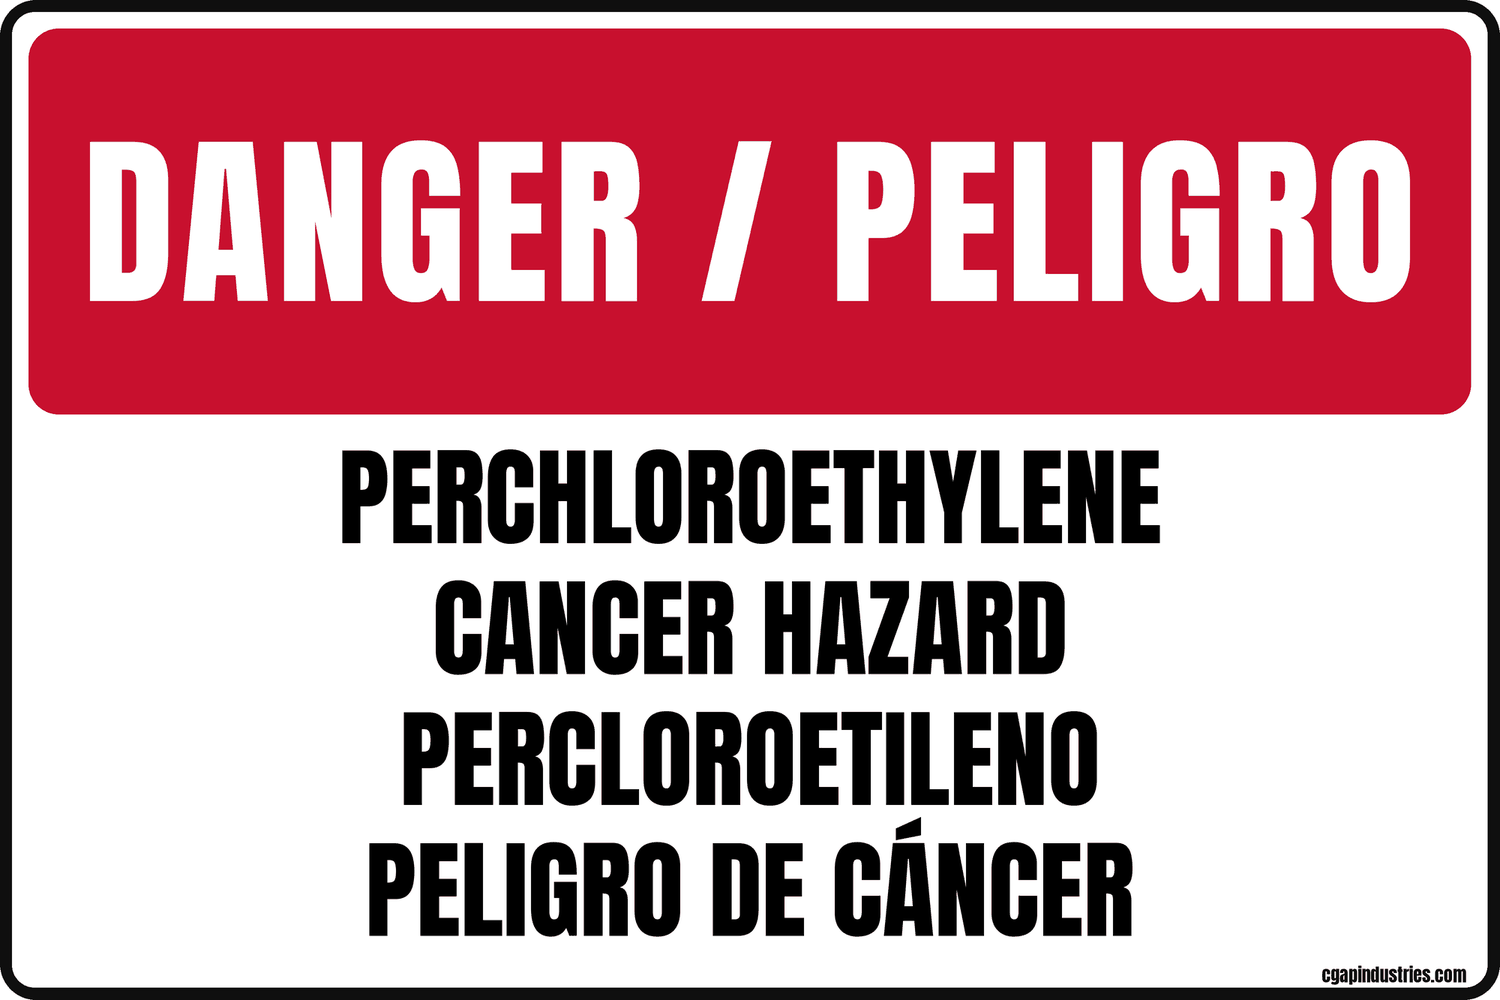 DANGER / PELIGRO
PERCHLOROETHYLENE
CANCER HAZARD
PERCLOROETILENO
PELIGRO DE CÁNCER
cgapindustries.com